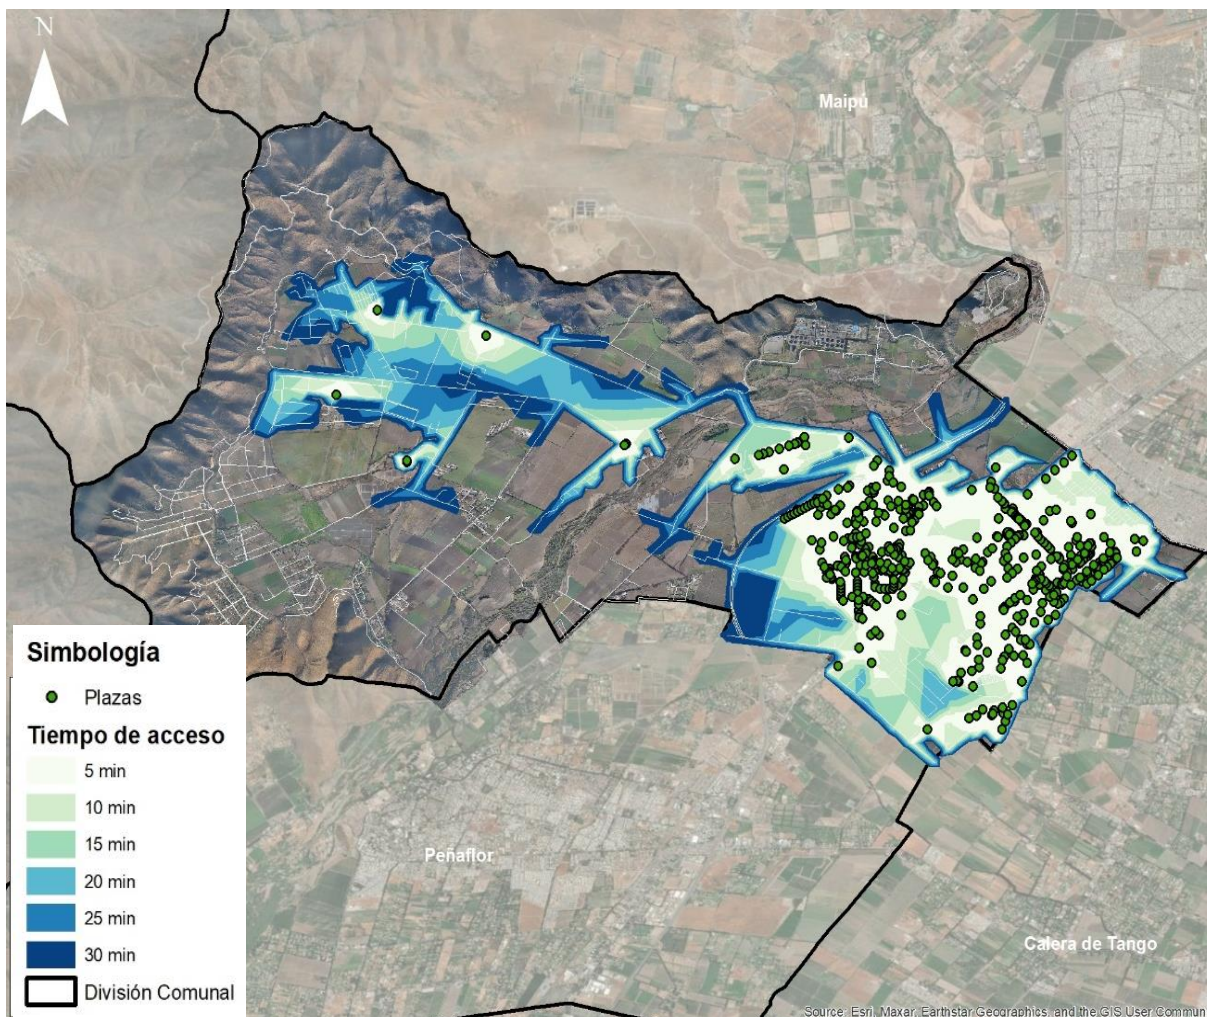 N
Maipú
Simbología
Plazas
Tiempo de acceso
5 min
10 min
15 min
20 min
25 min
30 min
División Comunal
Peñaflor
Calera de Tango
Source: Esri, Maxar, Earthstar Geographics, and the GIS User Commun